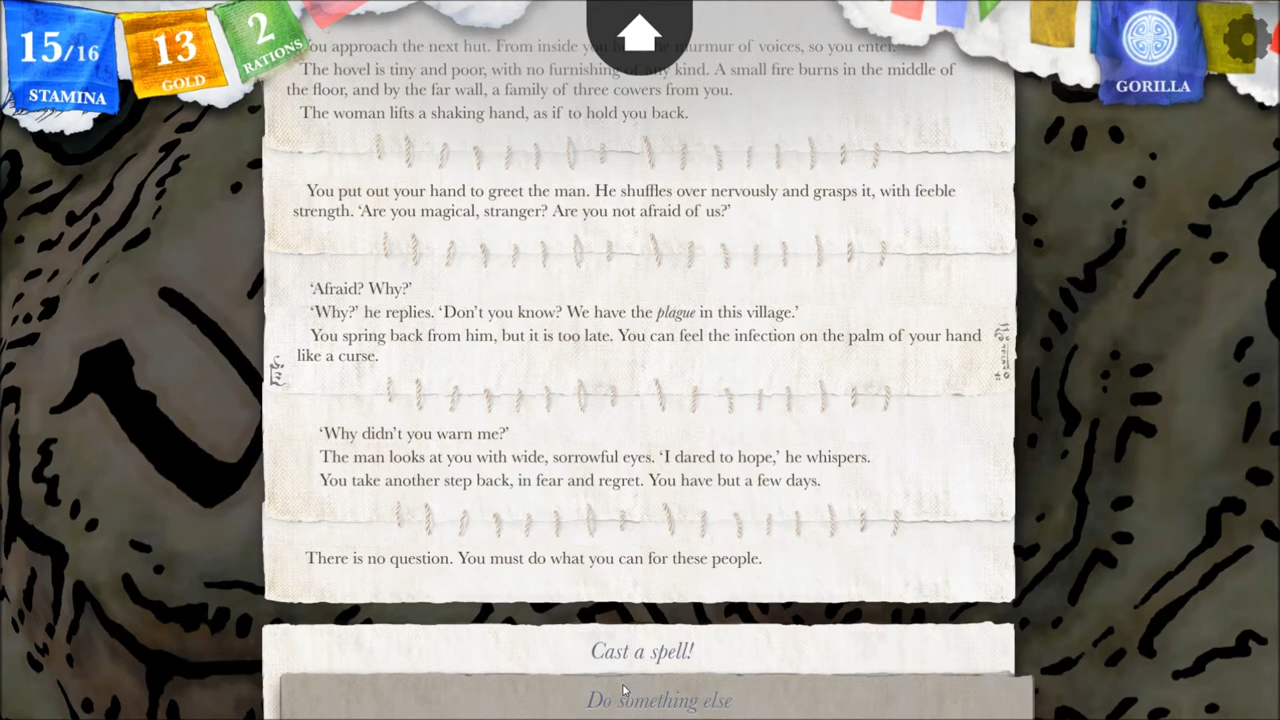 15/16
STAMINA
13
GOLD
2
RATIONS
GORILLA
You approach the next hut. From inside you murmur of voices, so you enter.
The hovel is tiny and poor, with no furnishing of any kind. A small fire burns in the middle of
the floor, and by the far wall, a family of three cowers from you.
The woman lifts a shaking hand, as if to hold you back.
You put out your hand to greet the man. He shuffles over nervously and grasps it, with feeble
strength. ‘Are you magical, stranger? Are you not afraid of us?’
‘Afraid? Why?’
‘Why?’ he replies. ‘Don’t you know? We have the plague in this village.’
You spring back from him, but it is too late. You can feel the infection on the palm of your hand
like a curse.
‘Why didn’t you warn me?’
The man looks at you with wide, sorrowful eyes. ‘I dared to hope,’ he whispers.
You take another step back, in fear and regret. You have but a few days.
There is no question. You must do what you can for these people.
Cast a spell!
Do something else